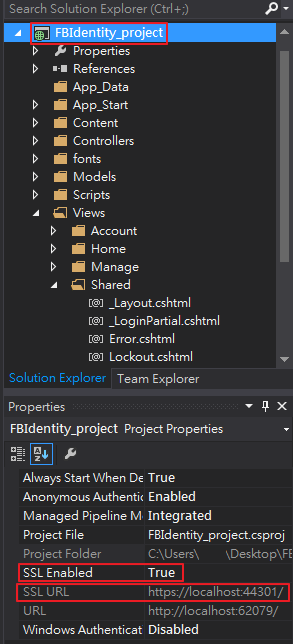 Search Solution Explorer (Ctrl+;)
FBIdentity_project
Properties
References
App_Data
App_Start
Content
Controllers
fonts
Models
Scripts
Views
Account
Home
Manage
Shared
_Layout.cshtml
_LoginPartial.cshtml
Error.cshtml
Lockout.cshtml
Solution Explorer Team Explorer
Properties
FBIdentity_project Project Properties
Always Start When De True
Anonymous Authentic Enabled
Managed Pipeline M Integrated
Project File FBIdentity_project.csproj
Project Folder C:\Users\ \Desktop\FB
SSL Enabled True
SSL URL https://localhost:44301/
URL http://localhost:62079/
Windows Authenticat Disabled